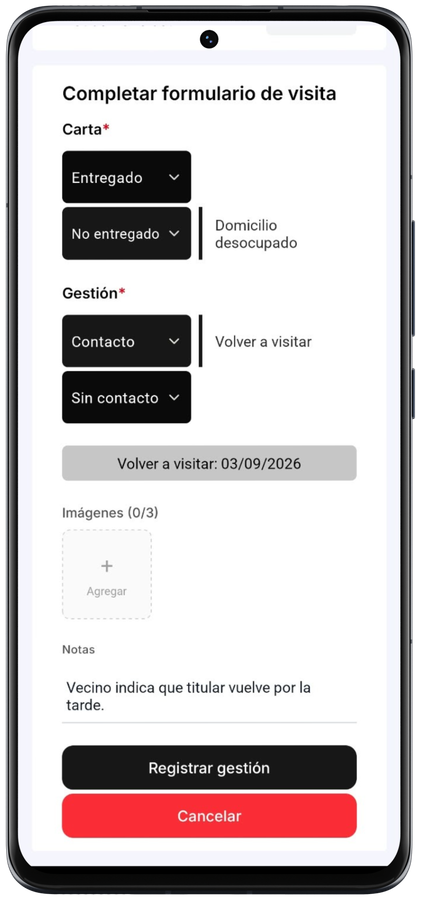 Completar formulario de visita
Carta*
Entregado
No entregado
Domicilio
desocupado
Gestión*
Contacto
Volver a visitar
Sin contacto
Volver a visitar: 03/09/2026
Imágenes (0/3)
+
Agregar
Notas
Vecino indica que titular vuelve por la
tarde.
Registrar gestión
Cancelar